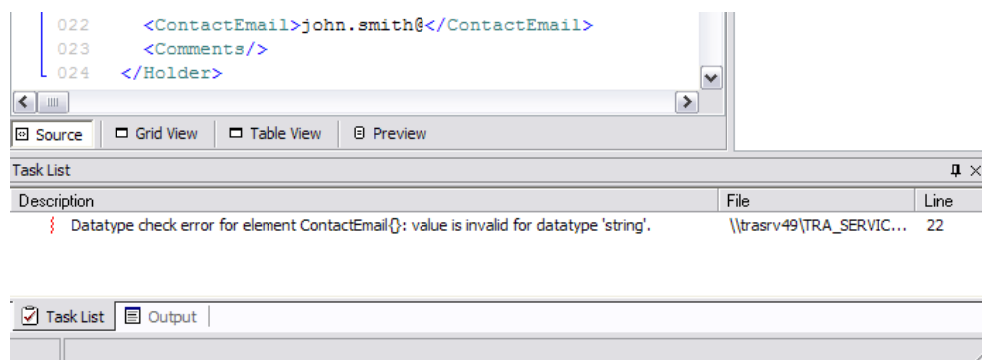 022 <ContactEmail>john.smith@</ContactEmail>
023 <Comments/>
024 </Holder>
Source Grid View Table View Preview
Task List
Description File Line
Datatype check error for element ContactEmail{}: value is invalid for datatype 'string'. \\trasrv49\TRA_SERVIC... 22
Task List Output